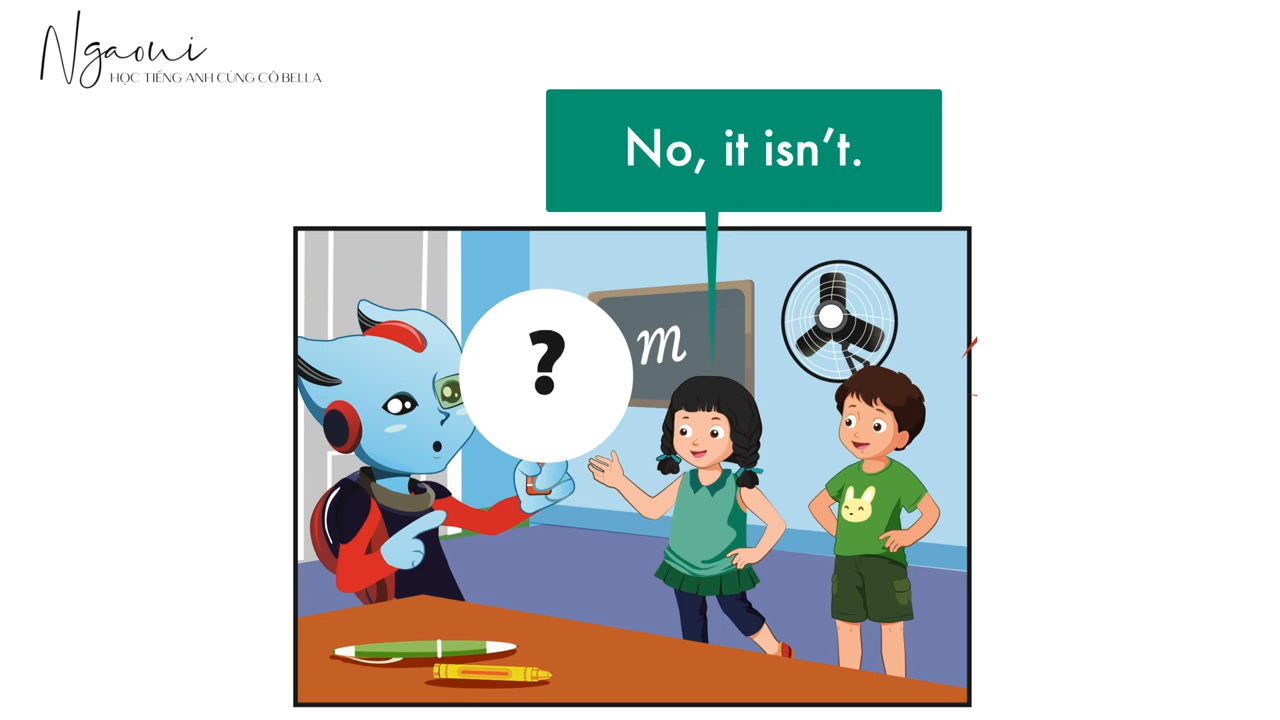 Ngaoni
HỌC TIẾNG ANH CÙNG CÔ BELLA
No, it isn't.
?
m